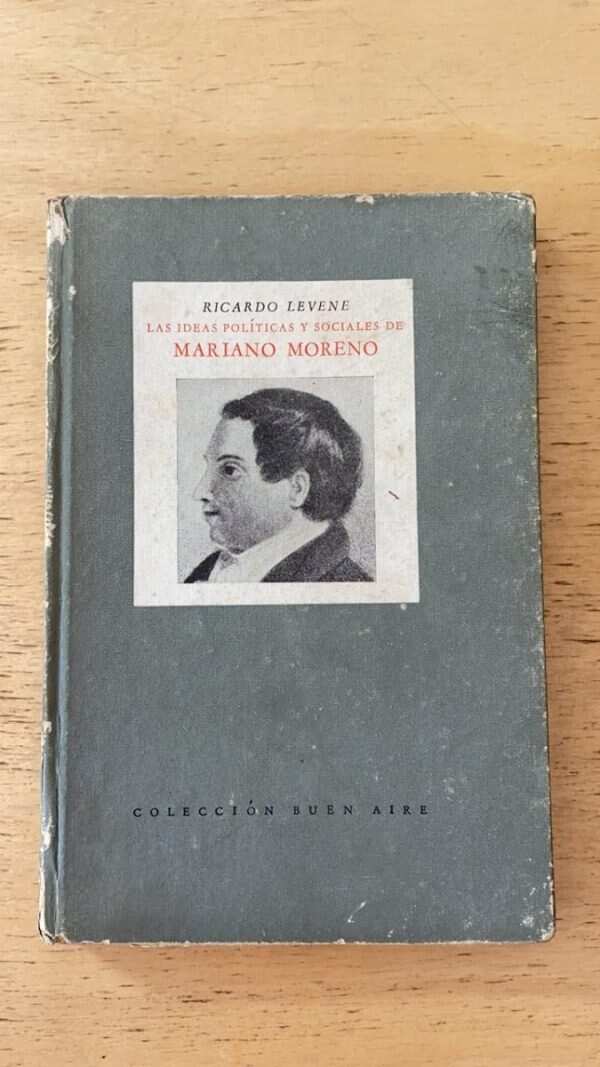 RICARDO LEVENE
LAS IDEAS POLÍTICAS Y SOCIALES DE
MARIANO MORENO
COLECCIÓN BUEN AIRE